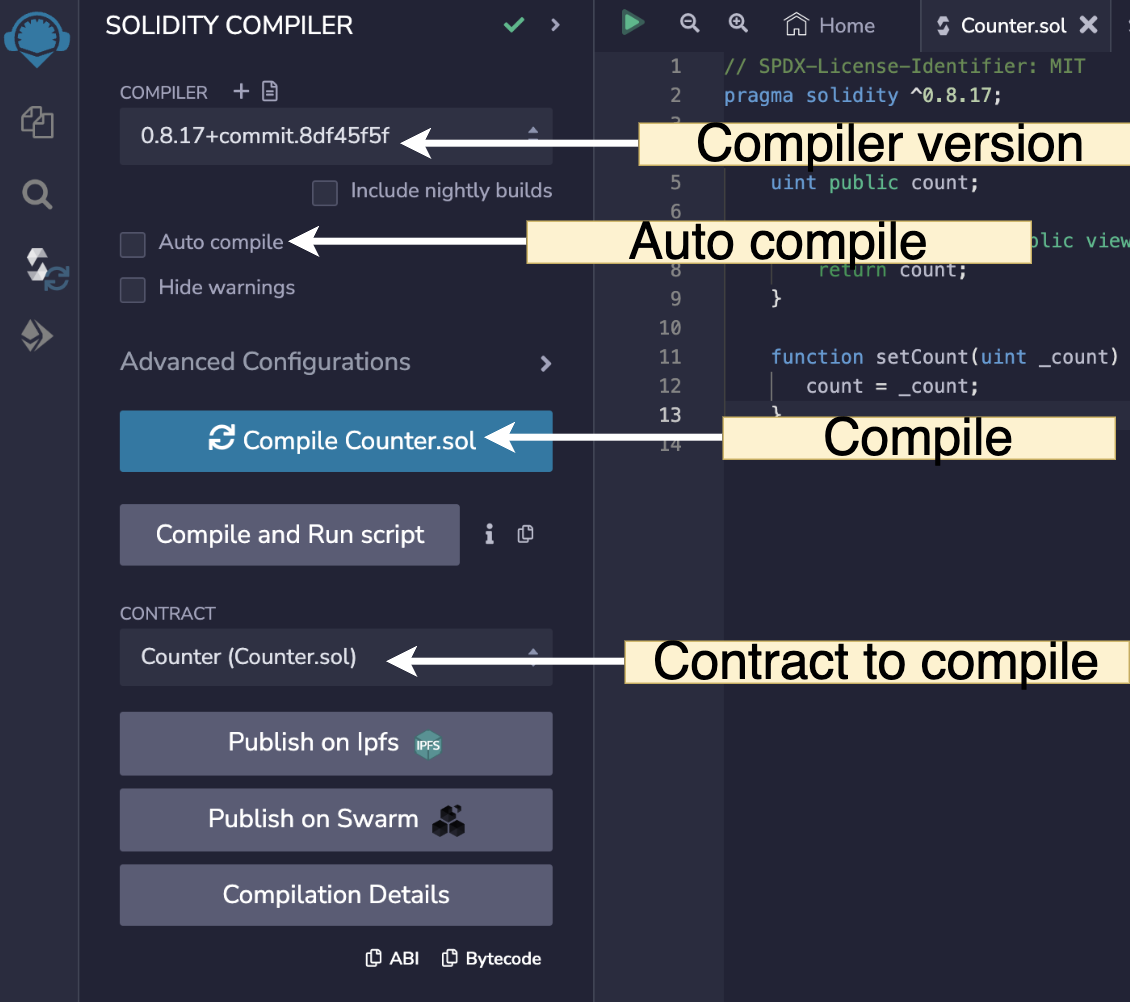 SOLIDITY COMPILER
COMPILER
0.8.17+commit.8df45f5f
Include nightly builds
Auto compile
Hide warnings
Advanced Configurations
Compile Counter.sol
Compile and Run script
CONTRACT
Counter (Counter.sol)
Publish on Ipfs IPFS
Publish on Swarm
Compilation Details
ABI Bytecode
Home Counter.sol
1 // SPDX-License-Identifier: MIT
2 pragma solidity ^0.8.17;
Compiler version
5 uint public count;
6
Auto compile
view
8 return count;
9 }
10
11 function setCount(uint _count)
12 count = _count;
13 }
Compile
14
Contract to compile